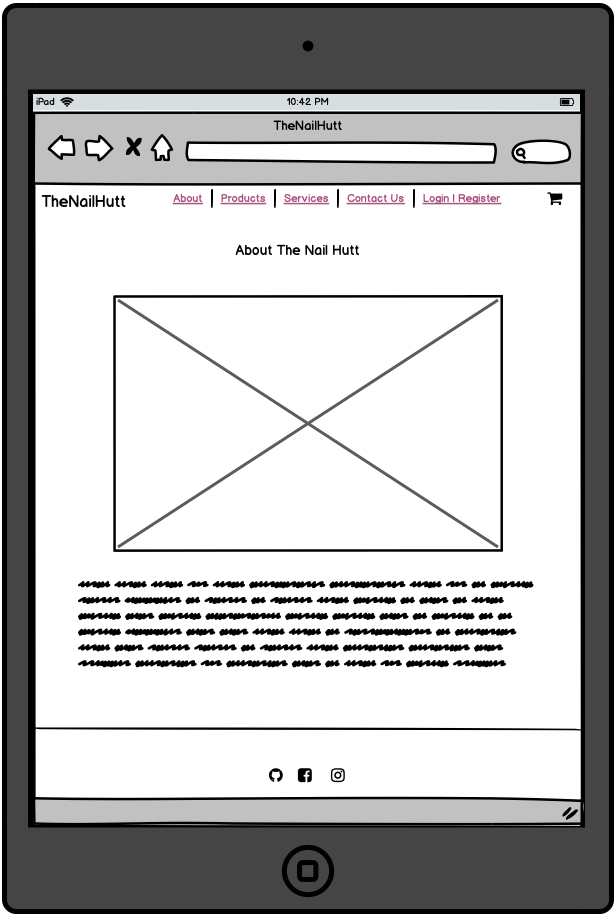 iPad 10:42 PM
TheNailHutt
TheNailHutt About Products Services Contact Us Login | Register
About The Nail Hutt